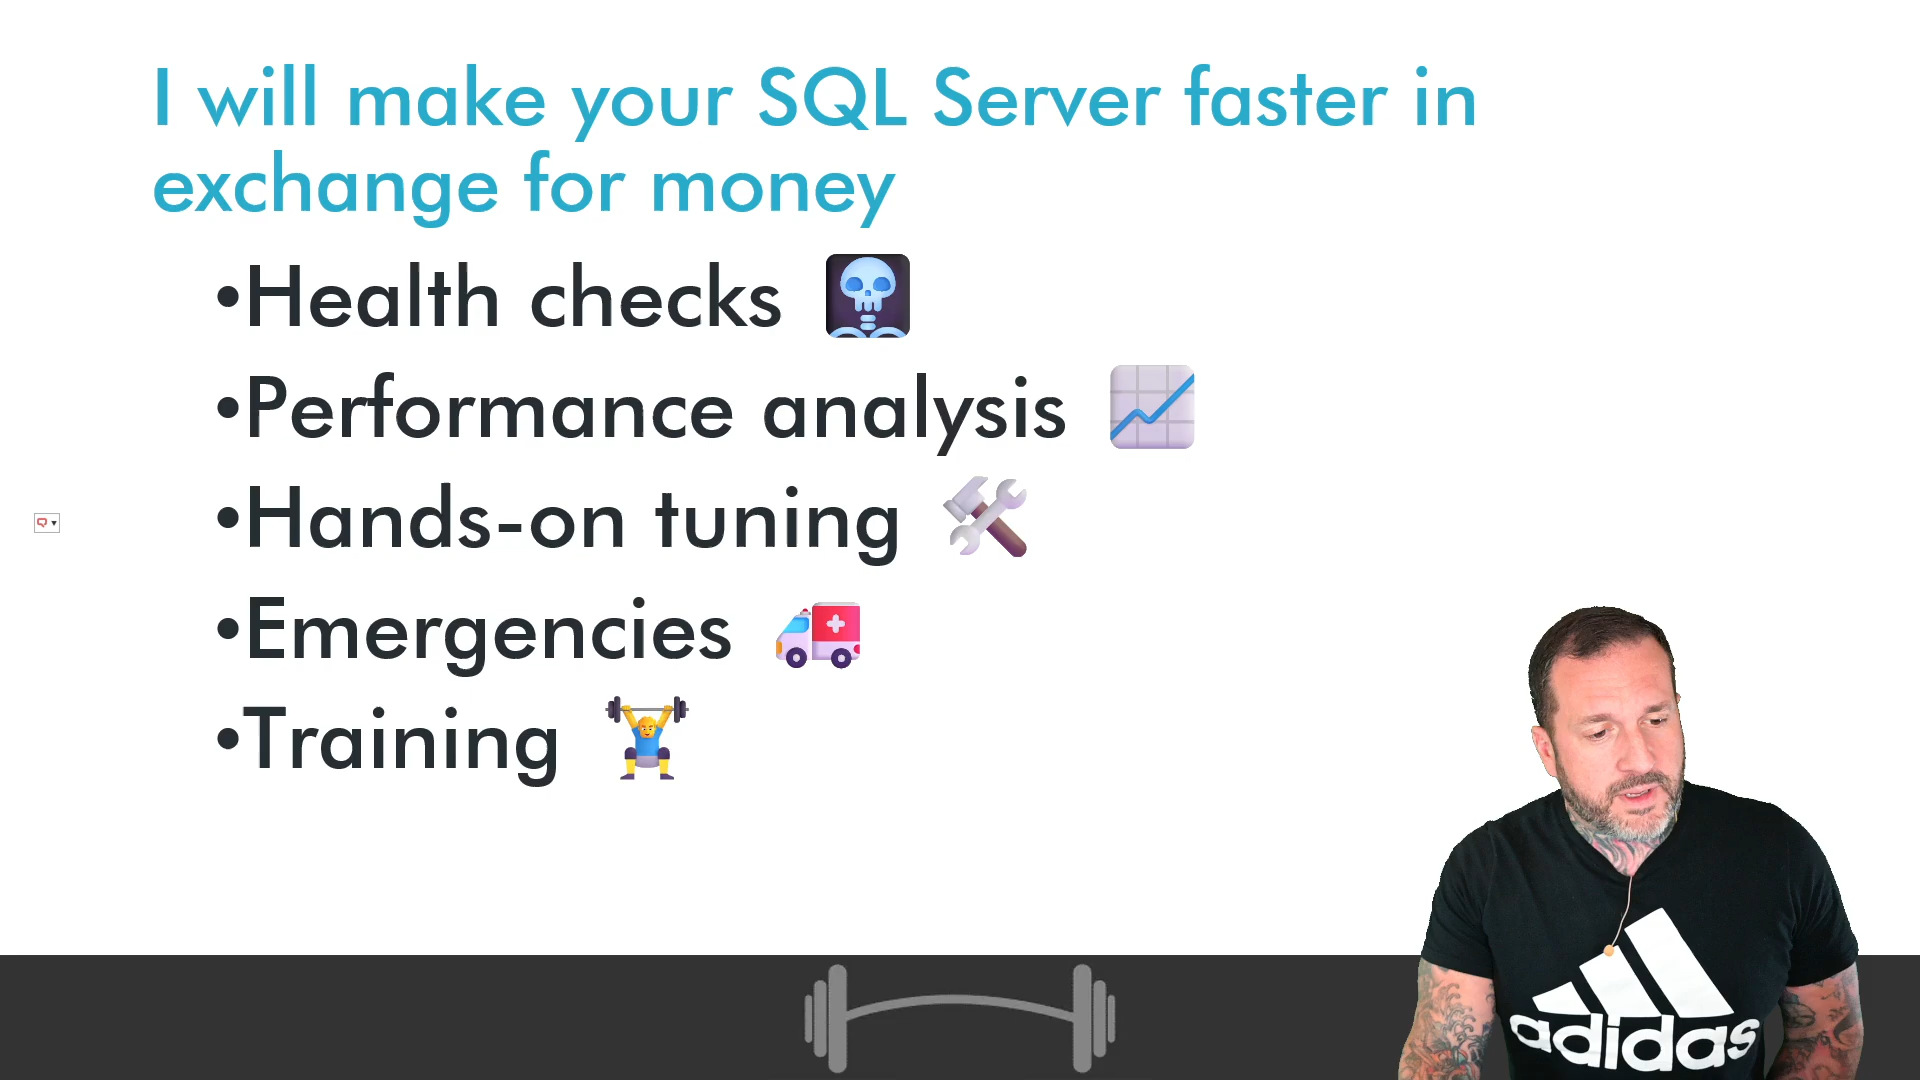 I will make your SQL Server faster in
exchange for money
•Health checks
•Performance analysis
•Hands-on tuning
•Emergencies
•Training
adidas